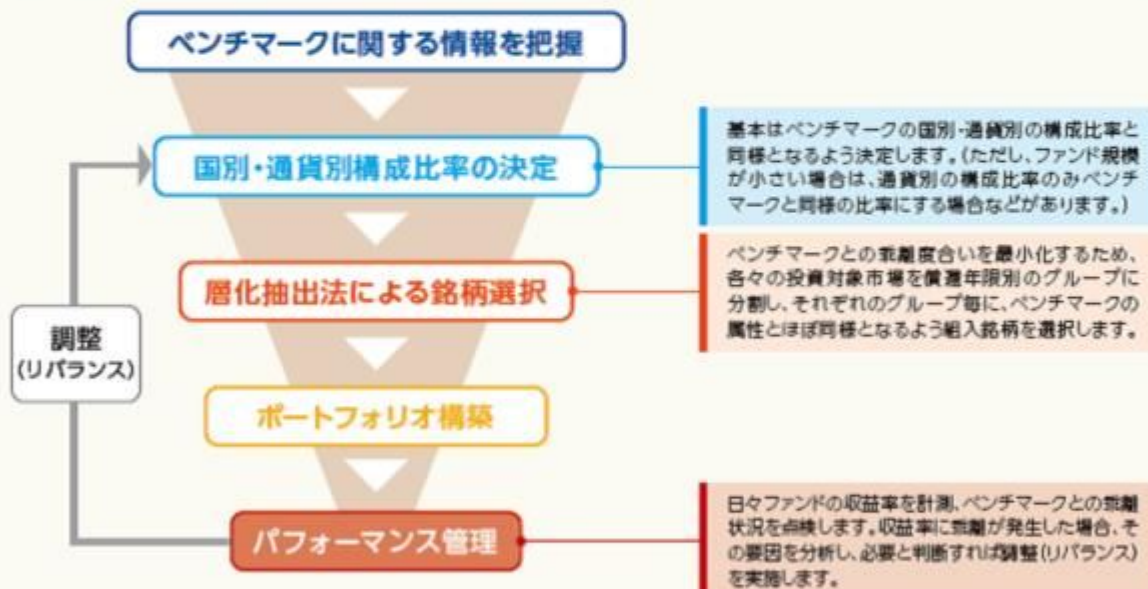 ベンチマークに関する情報を把握
国別・通貨別構成比率の決定
基本はベンチマークの国別・通貨別の構成比率と
同様となるよう決定します。(ただし、ファンド規模
が小さい場合は、通貨別の構成比率のみベンチ
マークと同様の比率にする場合などがあります。)
層化抽出法による銘柄選択
ベンチマークとの乖離度合いを最小化するため、
各々の投資対象市場を償還年限別のグループに
分割し、それぞれのグループ毎に、ベンチマークの
属性とほぼ同様となるよう組入銘柄を選択します。
調整
(リバランス)
ポートフォリオ構築
パフォーマンス管理
日々ファンドの収益率を計測、ベンチマークとの乖離
状況を点検します。収益率に乖離が発生した場合、そ
の要因を分析し、必要と判断すれば調整(リバランス)
を実施します。